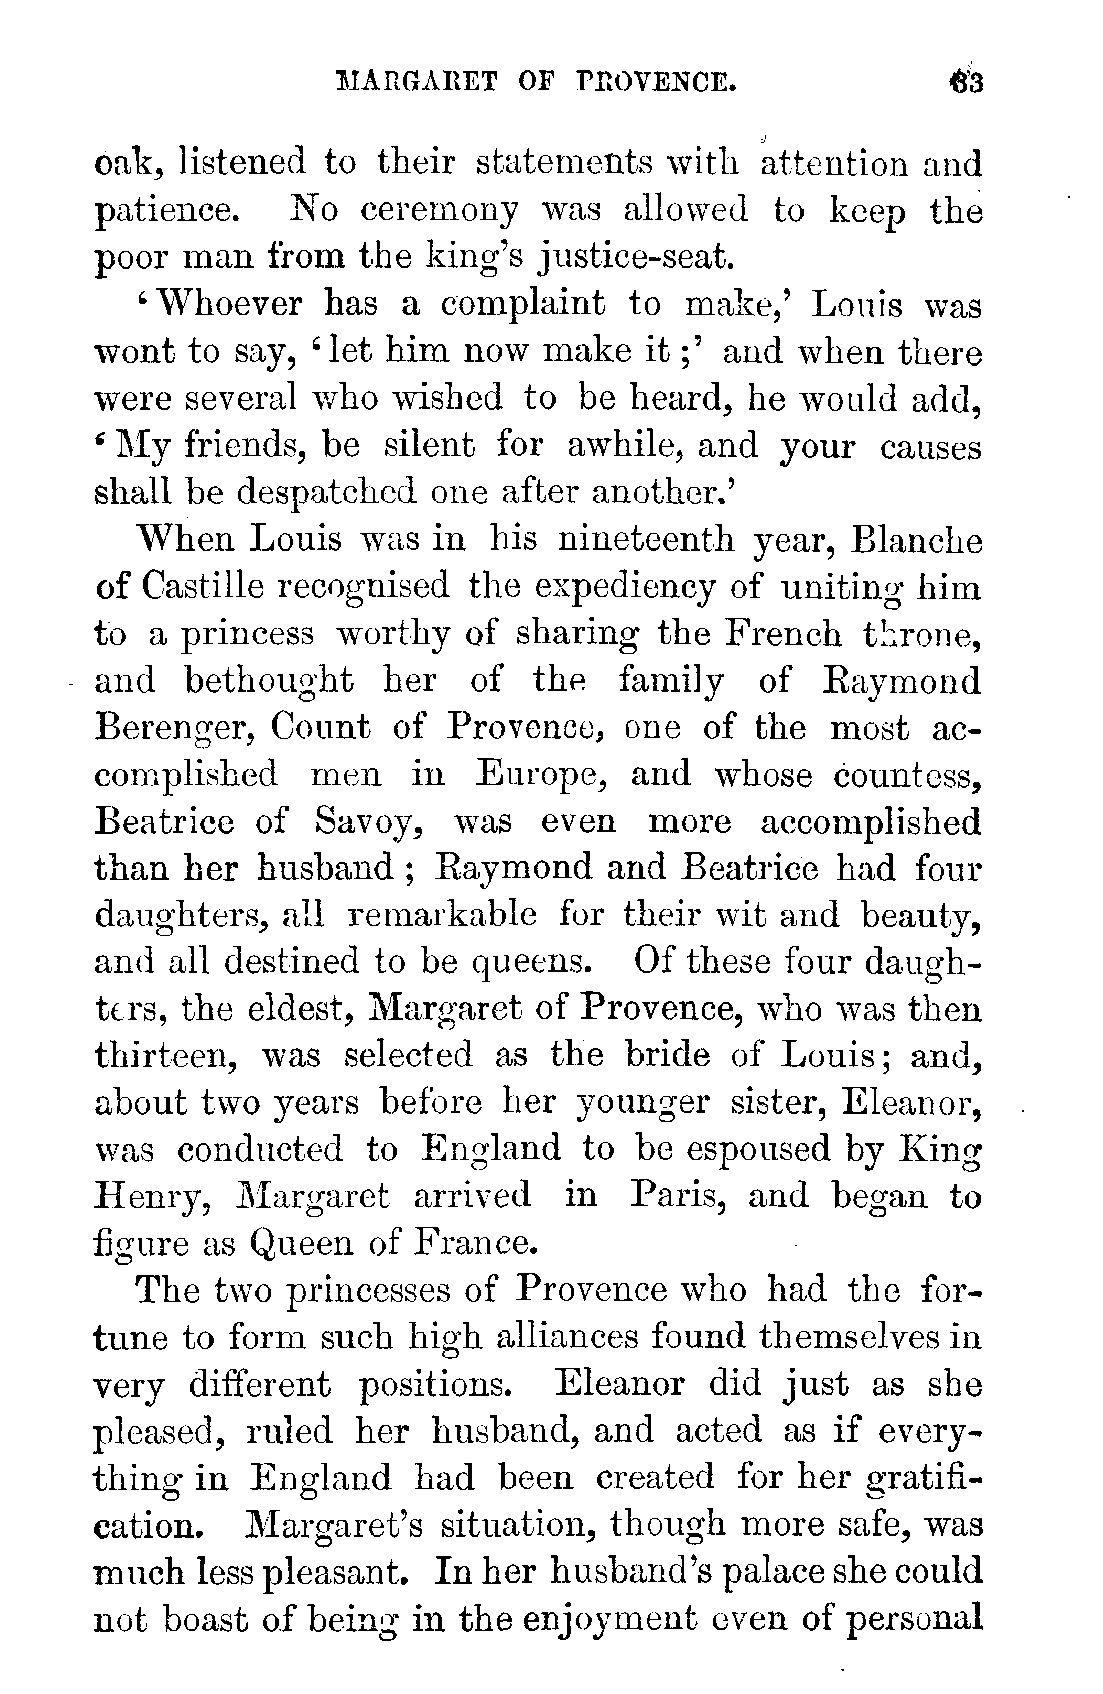 MARGARET OF PROVENCE. 63
oak, listened to their statements with attention and
patience. No ceremony was allowed to keep the
poor man from the king's justice-seat.
‘Whoever has a complaint to make,’ Louis was
wont to say, ‘let him now make it;’ and when there
were several who wished to be heard, he would add,
‘My friends, be silent for awhile, and your causes
shall be despatched one after another.’
When Louis was in his nineteenth year, Blanche
of Castille recognised the expediency of uniting him
to a princess worthy of sharing the French throne,
and bethought her of the family of Raymond
Berenger, Count of Provence, one of the most ac-
complished men in Europe, and whose countess,
Beatrice of Savoy, was even more accomplished
than her husband; Raymond and Beatrice had four
daughters, all remarkable for their wit and beauty,
and all destined to be queens. Of these four daugh-
ters, the eldest, Margaret of Provence, who was then
thirteen, was selected as the bride of Louis; and,
about two years before her younger sister, Eleanor,
was conducted to England to be espoused by King
Henry, Margaret arrived in Paris, and began to
figure as Queen of France.
The two princesses of Provence who had the for-
tune to form such high alliances found themselves in
very different positions. Eleanor did just as she
pleased, ruled her husband, and acted as if every-
thing in England had been created for her gratifi-
cation. Margaret's situation, though more safe, was
much less pleasant. In her husband's palace she could
not boast of being in the enjoyment even of personal